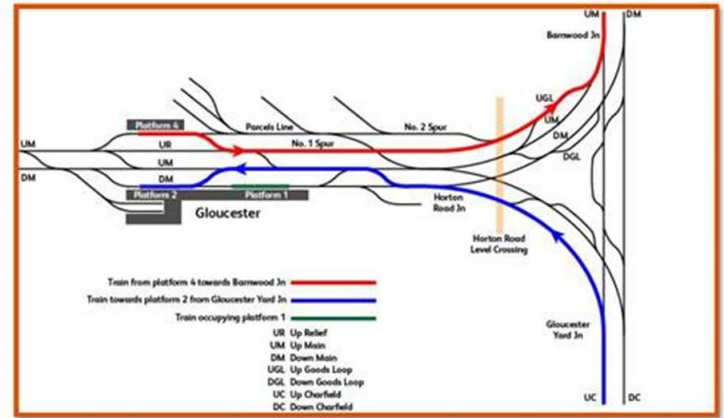 UM
DM
Barnwood Jn
UGL
UM
DM
DGL
Platform 4
Parcels Line
No. 2 Spur
UM
UR
No. 1 Spur
UM
DM
DM
Platform 2
Platform 1
Gloucester
Horton
Road Jn
Horton Road
Level Crossing
Train from platform 4 towards Barnwood Jn
Train towards platform 2 from Gloucester Yard Jn
Train occupying platform 1
UR Up Relief
UM Up Main
DM Down Main
UGL Up Goods Loop
DGL Down Goods Loop
UC Up Charfield
DC Down Charfield
Gloucester
Yard Jn
UC
DC